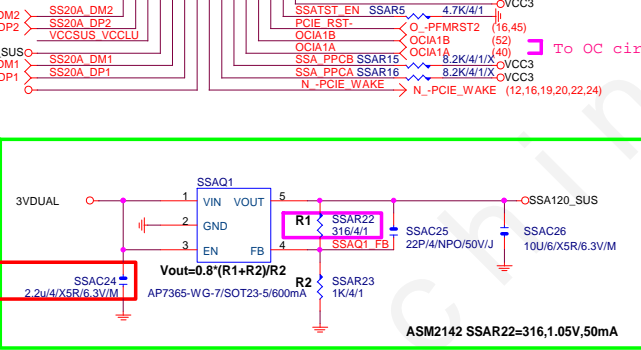 DM2 SS20A_DM2
DP2 SS20A_DP2
VCCSUS_VCCLU
SUS
DM1 SS20A_DM1
DP1 SS20A_DP1
VCC3
SSATST_EN SSAR5 4.7K/4/1
PCIE_RST- O_-PFMRST2 (16,45)
OCIA1B OCIA1B (52)
OCIA1A OCIA1A (40) To OC cir
SSA_PPCB SSAR15 8.2K/4/1/X VCC3
SSA_PPCA SSAR16 8.2K/4/1/X VCC3
N_-PCIE_WAKE N_-PCIE_WAKE (12,16,19,20,22,24)
SSAQ1
3VDUAL 1 VIN VOUT 5 SSA120_SUS
2 GND R1 SSAR22 316/4/1
SSAC25 22P/4/NPO/50V/J
SSAC26 10U/6/X5R/6.3V/M
3 EN FB 4 SSAQ1_FB
Vout=0.8*(R1+R2)/R2
SSAC24 2.2u/4/X5R/6.3V/M
AP7365-WG-7/SOT23-5/600mA
R2 SSAR23 1K/4/1
ASM2142 SSAR22=316,1.05V,50mA
c h i n